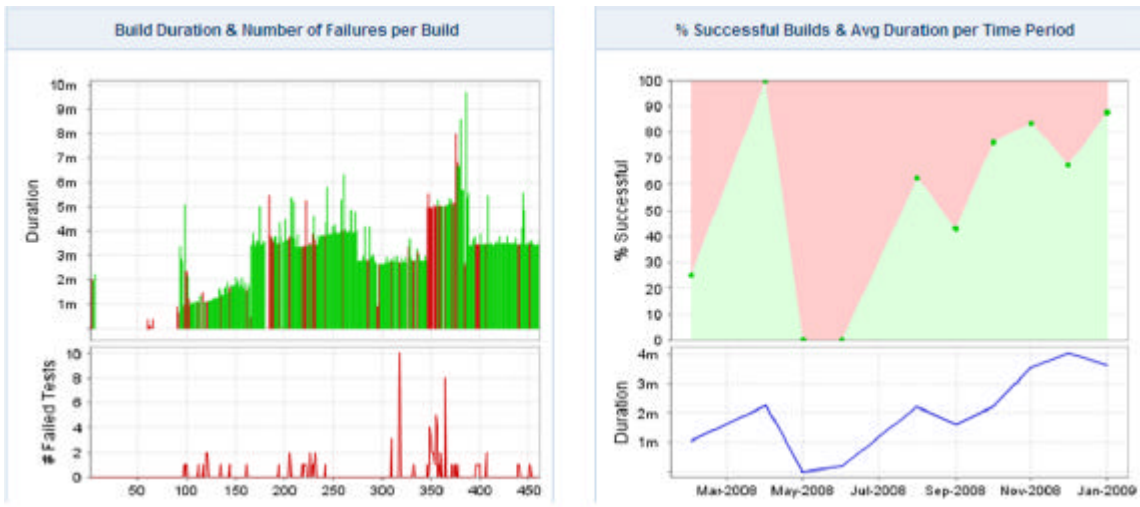 Build Duration & Number of Failures per Build
10m
9m
8m
7m
6m
5m
4m
3m
2m
1m
Duration
10
8
6
4
2
0
# Failed Tests
50 100 150 200 250 300 350 400 450
% Successful Builds & Avg Duration per Time Period
100
90
80
70
60
50
40
30
20
10
0
% Successful
4m
3m
2m
1m
Duration
Mar-2008 May-2008 Jul-2008 Sep-2008 Nov-2008 Jan-2009